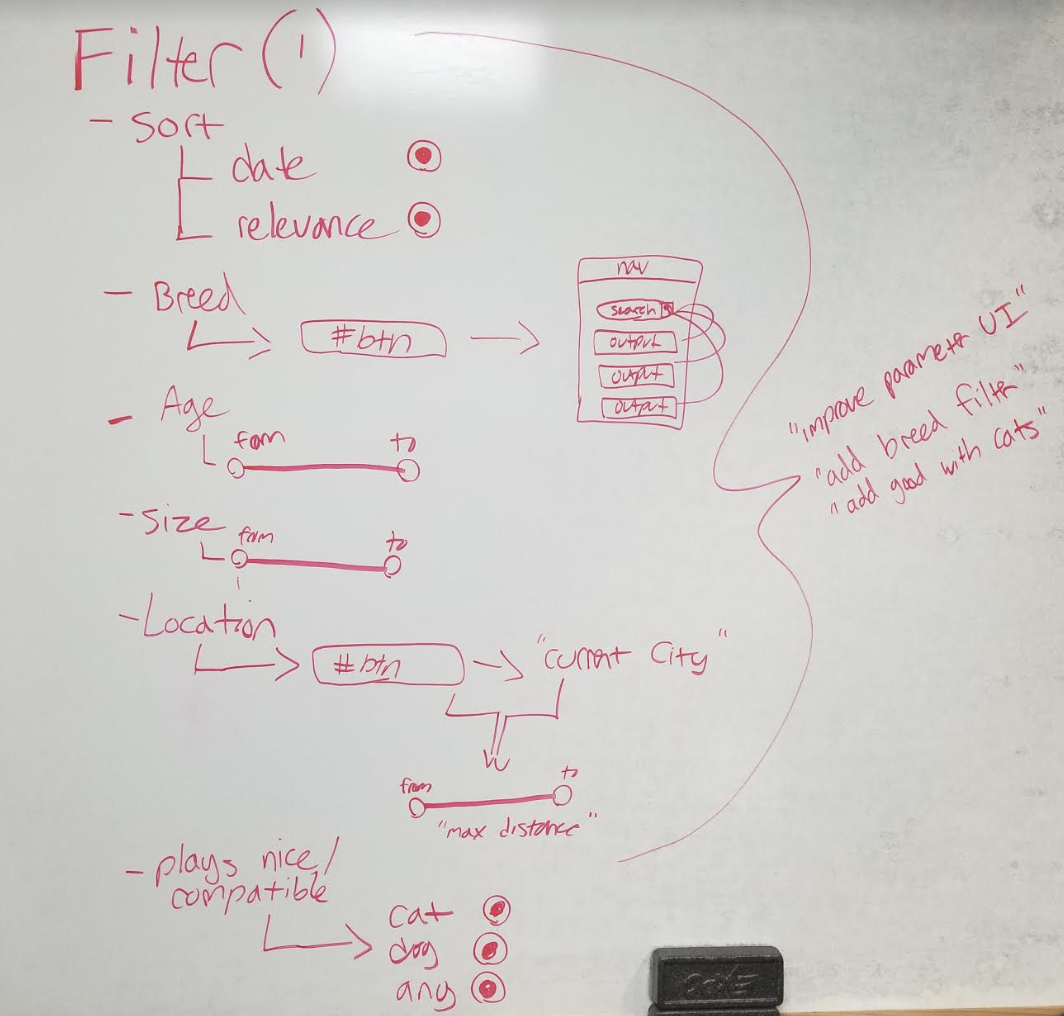 Filter (1)
- Sort
date
relevance
- Breed
#btn
nav
search
output
output
output
- Age
from
to
- Size
from
to
- Location
#btn
"current City"
from
to
"max distance"
- plays nice/
compatible
cat
dog
any
"improve parameter UI"
"add breed filter"
"add good with cats"